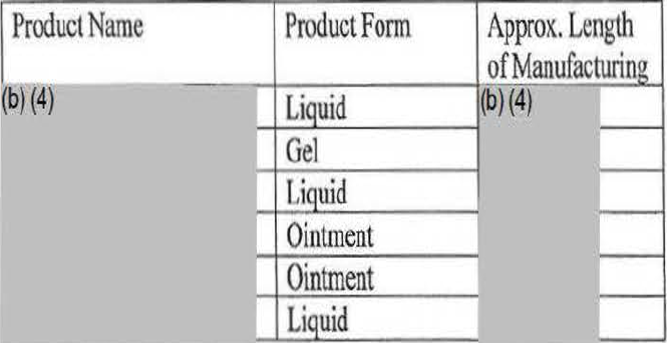 Product Name Product Form Approx. Length
of Manufacturing
(b) (4) Liquid (b) (4)
Gel
Liquid
Ointment
Ointment
Liquid